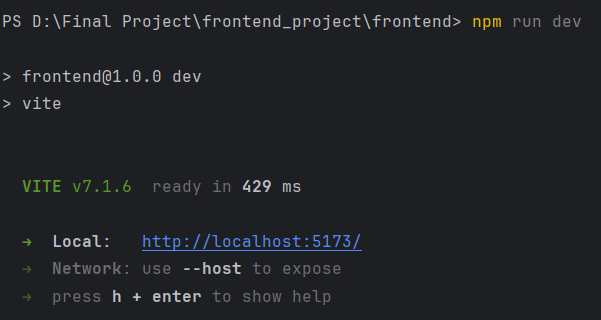 PS D:\Final Project\frontend_project\frontend> npm run dev
> frontend@1.0.0 dev
> vite
VITE v7.1.6  ready in 429 ms
➜  Local:   http://localhost:5173/
➜  Network: use --host to expose
➜  press h + enter to show help